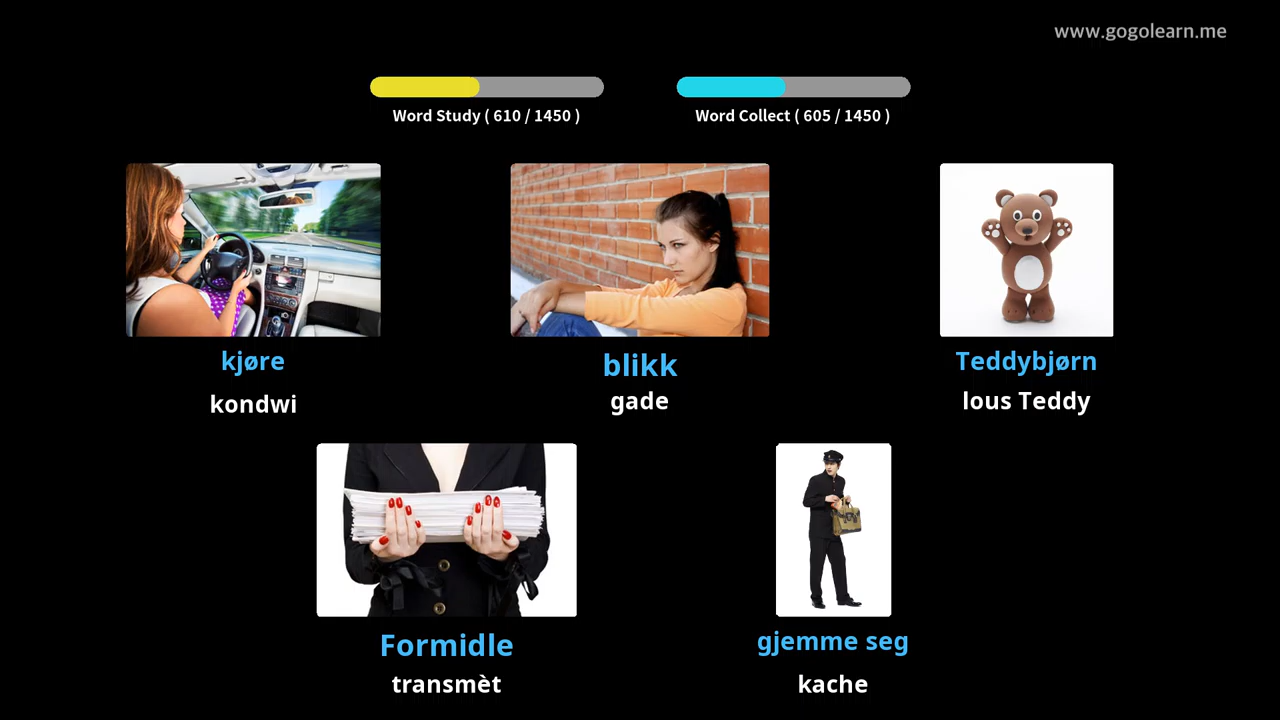 www.gogolearn.me
Word Study ( 610 / 1450 )
Word Collect ( 605 / 1450 )
kjøre
kondwi
blikk
gade
Teddybjørn
lous Teddy
Formidle
transmèt
gjemme seg
kache